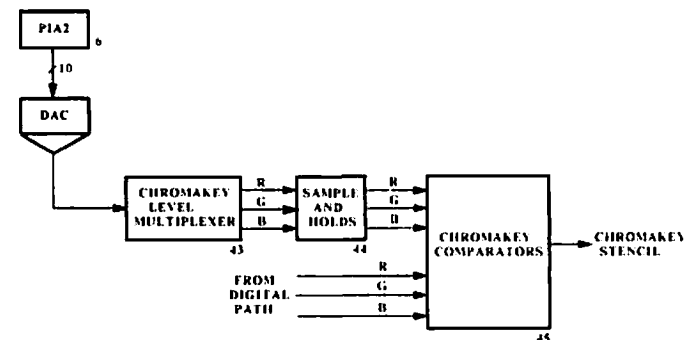 PIA2
6
10
DAC
CHROMAKEY
LEVEL
MULTIPLEXER
43
R
G
B
SAMPLE
AND
HOLDS
44
R
G
B
CHROMAKEY
COMPARATORS
45
CHROMAKEY
STENCIL
FROM
DIGITAL
PATH
R
G
B